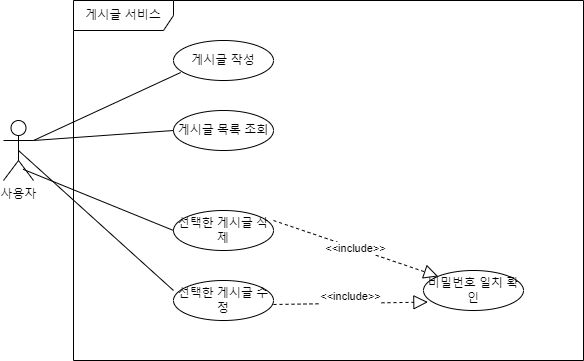 게시글 서비스
게시글 작성
게시글 목록 조회
사용자
선택한 게시글 삭
제
<<include>>
비밀번호 일치 확
인
선택한 게시글 수
정
<<include>>